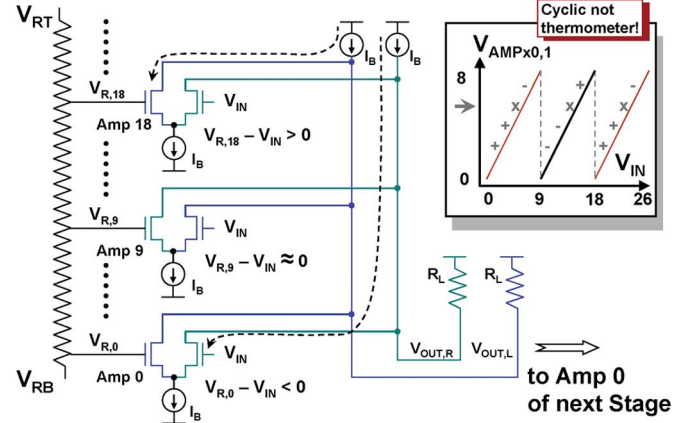 V_RT
Cyclic not
thermometer!
I_B
I_B
V_AMPx0,1
V_R,18
V_IN
8
- - 
x + x
Amp 18
V_R,18 – V_IN > 0
+ - +
I_B
+ - +
V_IN
0
0 9 18 26
V_R,9
V_IN
Amp 9
V_R,9 – V_IN ≈ 0
I_B
R_L
R_L
V_R,0
V_IN
V_OUT,R
V_OUT,L
V_RB
Amp 0
V_R,0 – V_IN < 0
to Amp 0
of next Stage
I_B